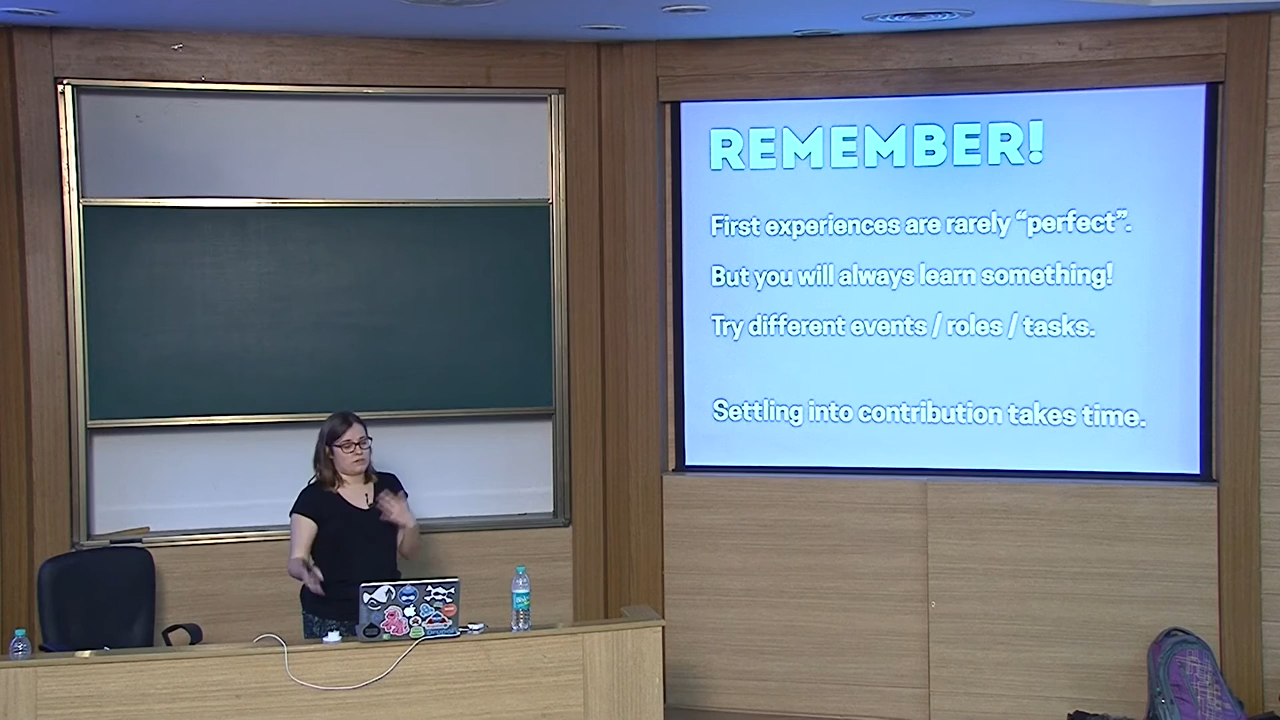 REMEMBER!
First experiences are rarely “perfect”.
But you will always learn something!
Try different events / roles / tasks.
Settling into contribution takes time.